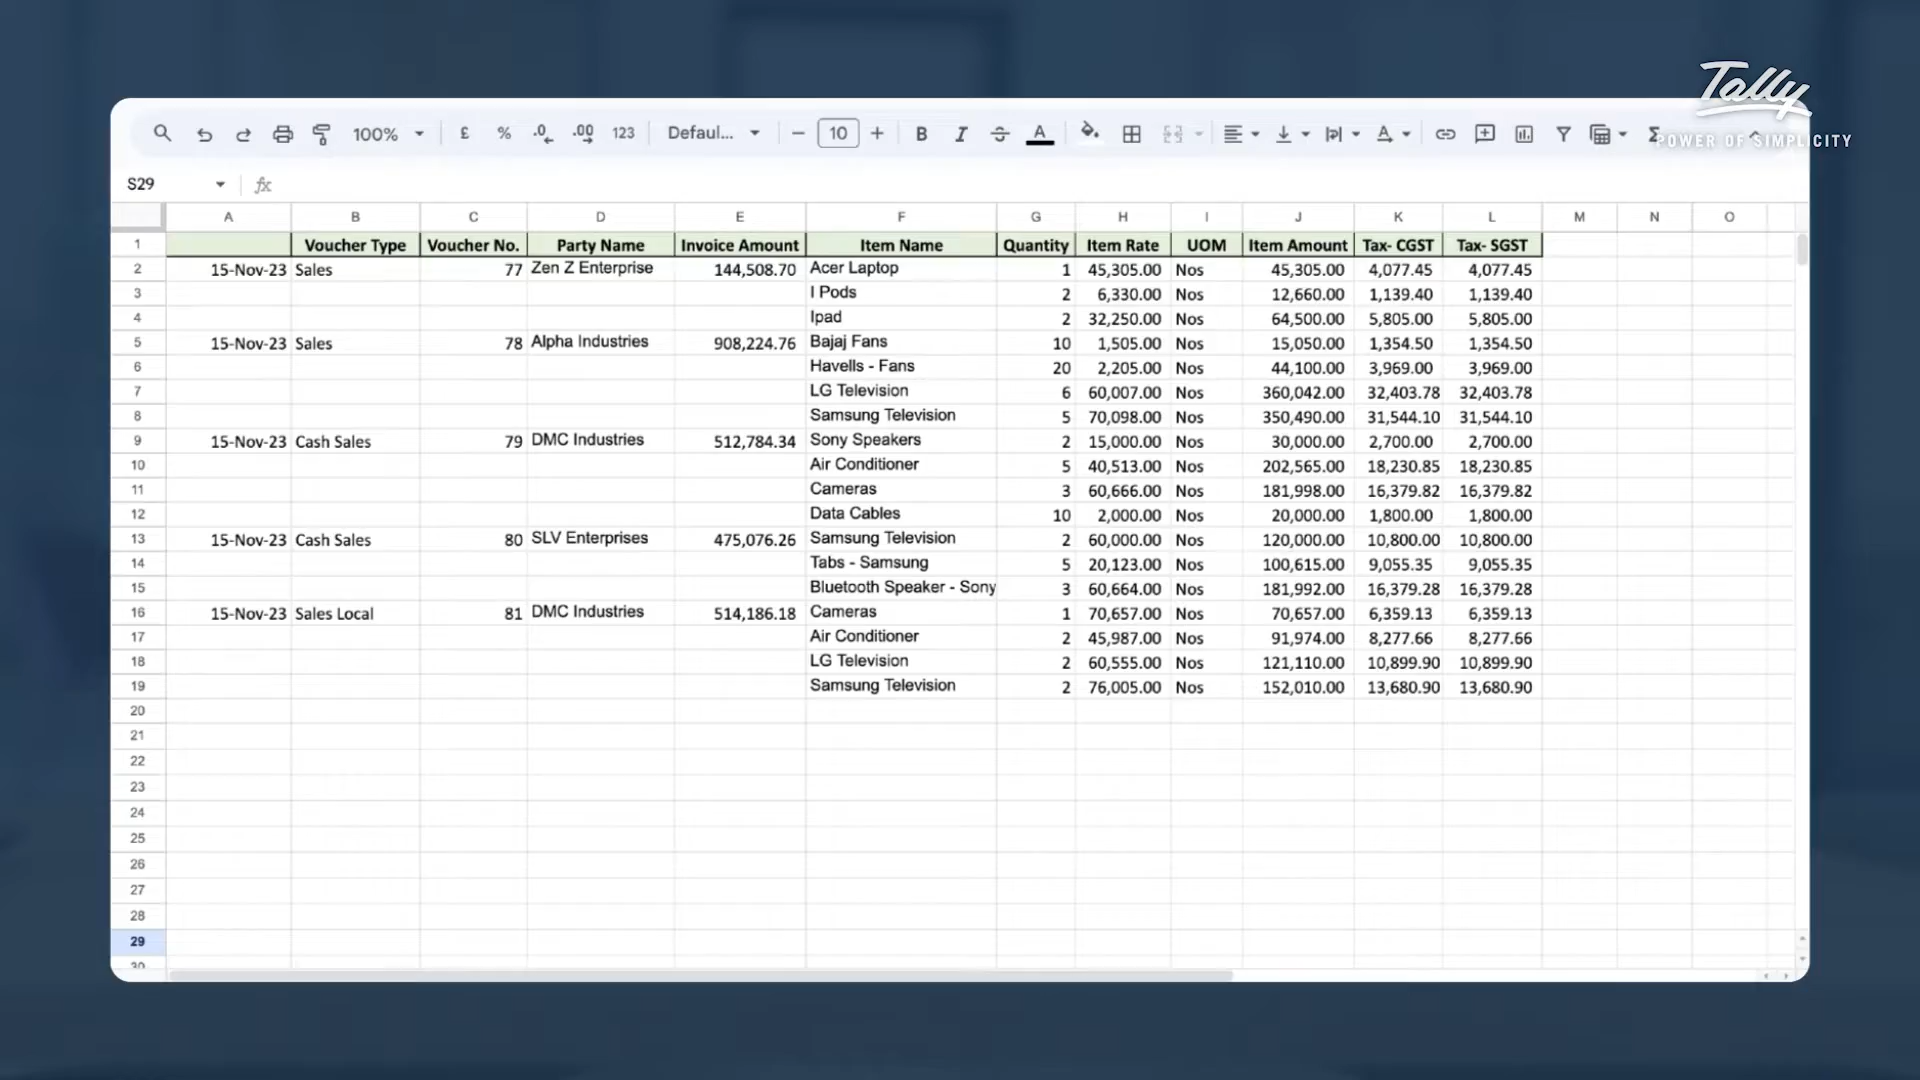 Tally
POWER OF SIMPLICITY
100% £ % .0 .00 123 Defaul... 10 B I A A Σ
S29 fx
A B C D E F G H I J K L M N O
1 Voucher Type Voucher No. Party Name Invoice Amount Item Name Quantity Item Rate UOM Item Amount Tax- CGST Tax- SGST
2 15-Nov-23 Sales 77 Zen Z Enterprise 144,508.70 Acer Laptop 1 45,305.00 Nos 45,305.00 4,077.45 4,077.45
3 I Pods 2 6,330.00 Nos 12,660.00 1,139.40 1,139.40
4 Ipad 2 32,250.00 Nos 64,500.00 5,805.00 5,805.00
5 15-Nov-23 Sales 78 Alpha Industries 908,224.76 Bajaj Fans 10 1,505.00 Nos 15,050.00 1,354.50 1,354.50
6 Havells - Fans 20 2,205.00 Nos 44,100.00 3,969.00 3,969.00
7 LG Television 6 60,007.00 Nos 360,042.00 32,403.78 32,403.78
8 Samsung Television 5 70,098.00 Nos 350,490.00 31,544.10 31,544.10
9 15-Nov-23 Cash Sales 79 DMC Industries 512,784.34 Sony Speakers 2 15,000.00 Nos 30,000.00 2,700.00 2,700.00
10 Air Conditioner 5 40,513.00 Nos 202,565.00 18,230.85 18,230.85
11 Cameras 3 60,666.00 Nos 181,998.00 16,379.82 16,379.82
12 Data Cables 10 2,000.00 Nos 20,000.00 1,800.00 1,800.00
13 15-Nov-23 Cash Sales 80 SLV Enterprises 475,076.26 Samsung Television 2 60,000.00 Nos 120,000.00 10,800.00 10,800.00
14 Tabs - Samsung 5 20,123.00 Nos 100,615.00 9,055.35 9,055.35
15 Bluetooth Speaker - Sony 3 60,664.00 Nos 181,992.00 16,379.28 16,379.28
16 15-Nov-23 Sales Local 81 DMC Industries 514,186.18 Cameras 1 70,657.00 Nos 70,657.00 6,359.13 6,359.13
17 Air Conditioner 2 45,987.00 Nos 91,974.00 8,277.66 8,277.66
18 LG Television 2 60,555.00 Nos 121,110.00 10,899.90 10,899.90
19 Samsung Television 2 76,005.00 Nos 152,010.00 13,680.90 13,680.90
20
21
22
23
24
25
26
27
28
29
30